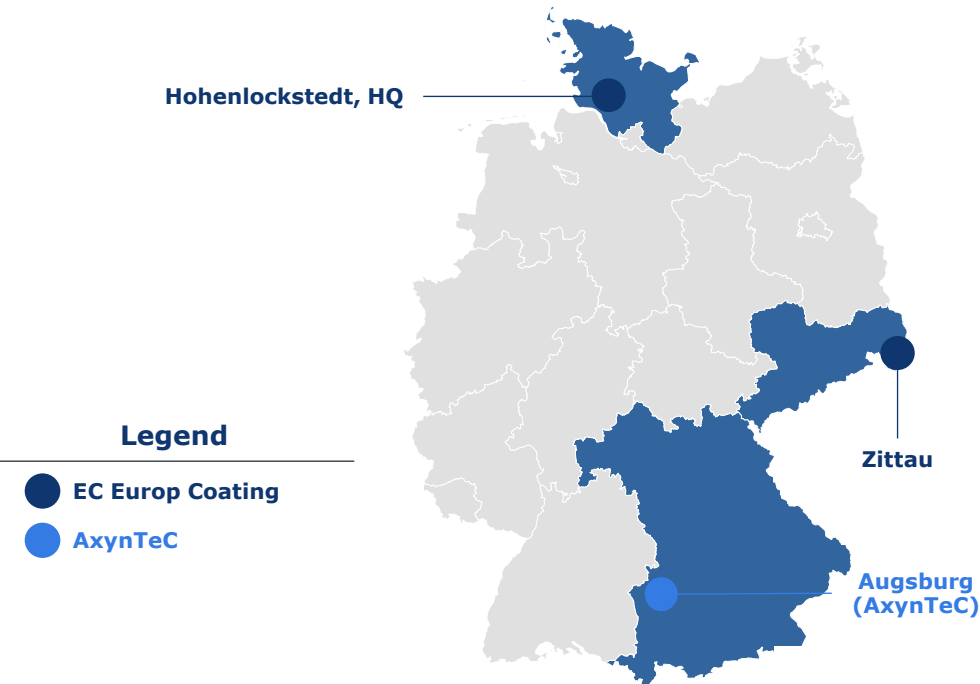 Hohenlockstedt, HQ
Zittau
Legend
EC Europ Coating
AxynTeC
Augsburg
(AxynTeC)